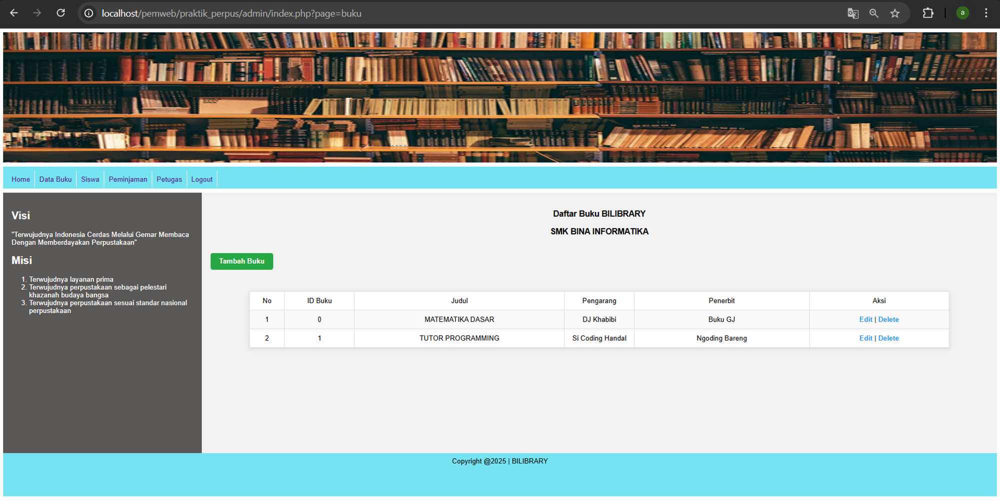 localhost/pemweb/praktik_perpus/admin/index.php?page=buku
a
Home
Data Buku
Siswa
Peminjaman
Petugas
Logout
Visi
"Terwujudnya Indonesia Cerdas Melalui Gemar Membaca
Dengan Memberdayakan Perpustakaan"
Misi
1. Terwujudnya layanan prima
2. Terwujudnya perpustakaan sebagai pelestari
khazanah budaya bangsa
3. Terwujudnya perpustakaan sesuai standar nasional
perpustakaan
Daftar Buku BILIBRARY
SMK BINA INFORMATIKA
Tambah Buku
No ID Buku Judul Pengarang Penerbit Aksi
1 0 MATEMATIKA DASAR DJ Khabibi Buku GJ Edit | Delete
2 1 TUTOR PROGRAMMING Si Coding Handal Ngoding Bareng Edit | Delete
Copyright @2025 | BILIBRARY